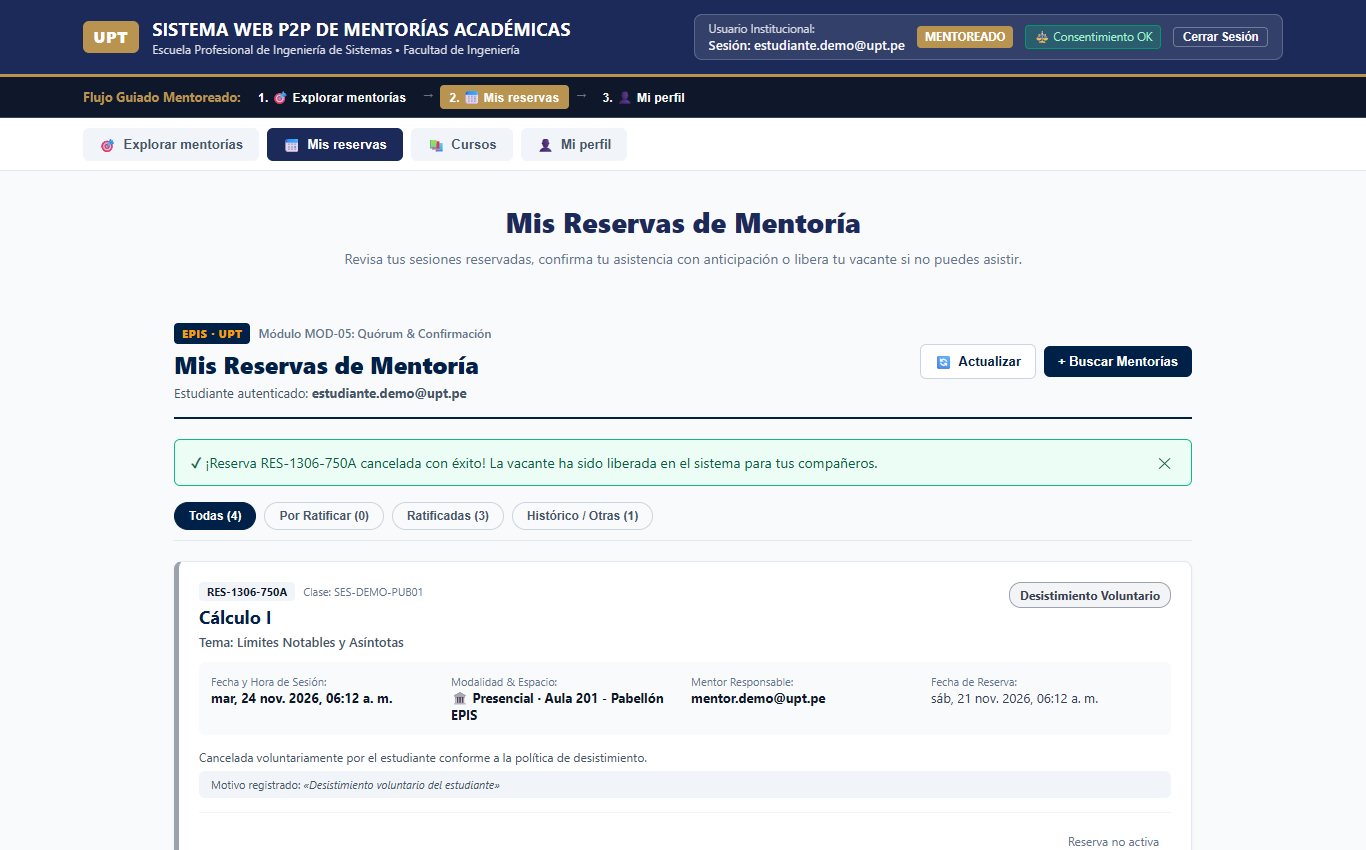 UPT
SISTEMA WEB P2P DE MENTORÍAS ACADÉMICAS
Escuela Profesional de Ingeniería de Sistemas • Facultad de Ingeniería
Usuario Institucional:
Sesión: estudiante.demo@upt.pe
MENTOREADO
Consentimiento OK
Cerrar Sesión
Flujo Guiado Mentoreado:
1. 🎯 Explorar mentorías
→
2. 📅 Mis reservas
→
3. 👤 Mi perfil
🎯 Explorar mentorías
📅 Mis reservas
📚 Cursos
👤 Mi perfil
Mis Reservas de Mentoría
Revisa tus sesiones reservadas, confirma tu asistencia con anticipación o libera tu vacante si no puedes asistir.
EPIS · UPT
Módulo MOD-05: Quórum & Confirmación
Mis Reservas de Mentoría
Estudiante autenticado: estudiante.demo@upt.pe
🔄 Actualizar
+ Buscar Mentorías
✓ ¡Reserva RES-1306-750A cancelada con éxito! La vacante ha sido liberada en el sistema para tus compañeros.
Todas (4)
Por Ratificar (0)
Ratificadas (3)
Histórico / Otras (1)
RES-1306-750A
Clase: SES-DEMO-PUB01
Desistimiento Voluntario
Cálculo I
Tema: Límites Notables y Asíntotas
Fecha y Hora de Sesión:
mar, 24 nov. 2026, 06:12 a. m.
Modalidad & Espacio:
🏛️ Presencial · Aula 201 - Pabellón
EPIS
Mentor Responsable:
mentor.demo@upt.pe
Fecha de Reserva:
sáb, 21 nov. 2026, 06:12 a. m.
Cancelada voluntariamente por el estudiante conforme a la política de desistimiento.
Motivo registrado: «Desistimiento voluntario del estudiante»
Reserva no activa